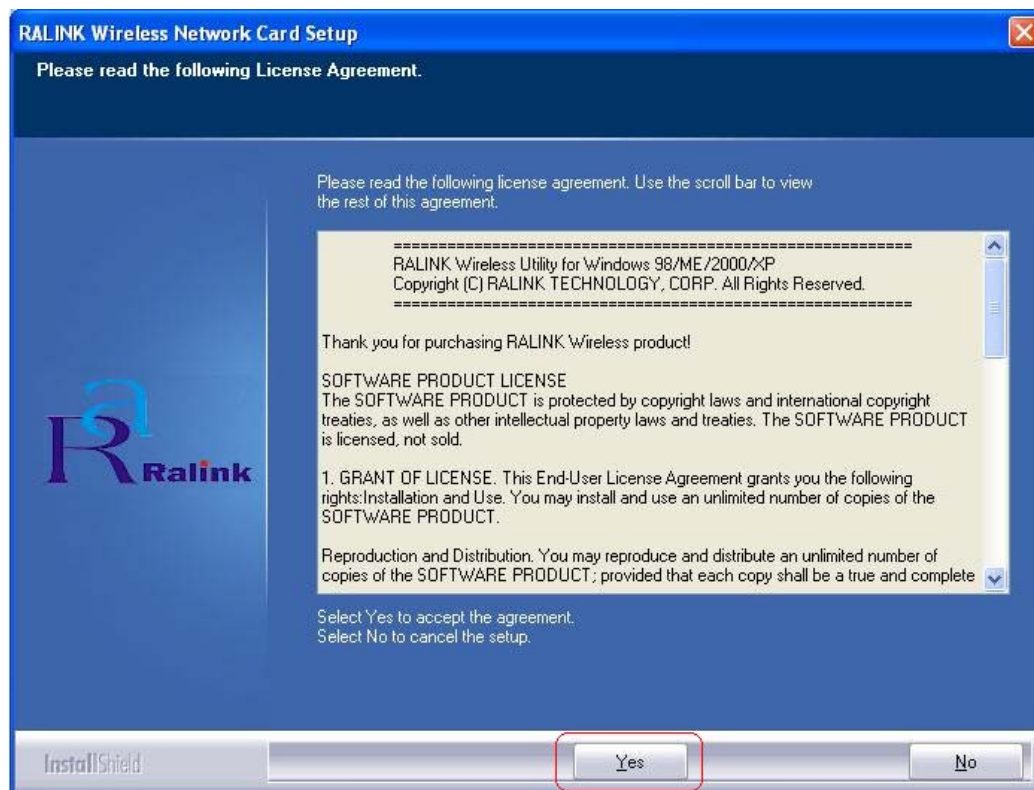 RALINK Wireless Network Card Setup
Please read the following License Agreement.
Please read the following license agreement. Use the scroll bar to view
the rest of this agreement.
==========================================================
RALINK Wireless Utility for Windows 98/ME/2000/XP
Copyright (C) RALINK TECHNOLOGY, CORP. All Rights Reserved.
==========================================================
Thank you for purchasing RALINK Wireless product!
SOFTWARE PRODUCT LICENSE
The SOFTWARE PRODUCT is protected by copyright laws and international copyright
treaties, as well as other intellectual property laws and treaties. The SOFTWARE PRODUCT
is licensed, not sold.
1. GRANT OF LICENSE. This End-User License Agreement grants you the following
rights:Installation and Use. You may install and use an unlimited number of copies of the
SOFTWARE PRODUCT.
Reproduction and Distribution. You may reproduce and distribute an unlimited number of
copies of the SOFTWARE PRODUCT; provided that each copy shall be a true and complete
Ra
Ralink
Select Yes to accept the agreement.
Select No to cancel the setup.
InstallShield
Yes
No